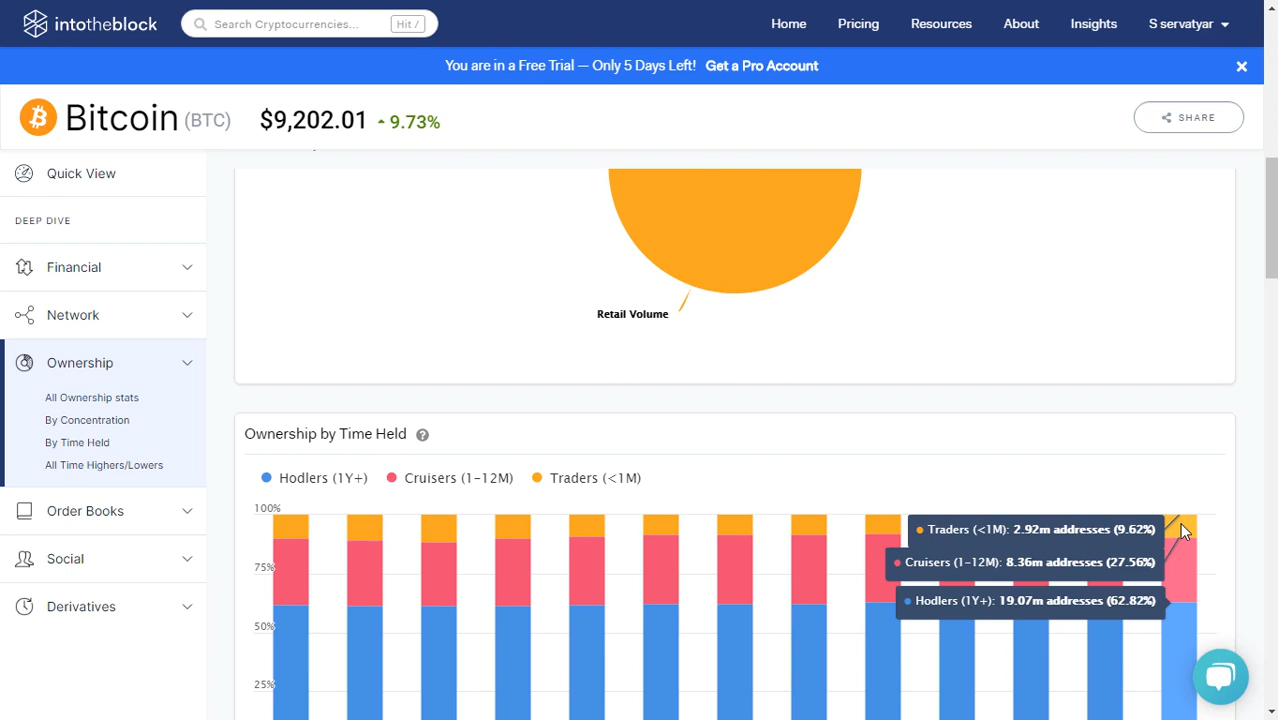 intotheblock
Search Cryptocurrencies...
Hit /
Home
Pricing
Resources
About
Insights
S servatyar
You are in a Free Trial — Only 5 Days Left! Get a Pro Account
Bitcoin (BTC)
$9,202.01
9.73%
SHARE
Quick View
DEEP DIVE
Financial
Network
Ownership
All Ownership stats
By Concentration
By Time Held
All Time Highers/Lowers
Order Books
Social
Derivatives
Retail Volume
Ownership by Time Held
Hodlers (1Y+)
Cruisers (1-12M)
Traders (<1M)
100%
75%
50%
25%
Traders (<1M): 2.92m addresses (9.62%)
Cruisers (1-12M): 8.36m addresses (27.56%)
Hodlers (1Y+): 19.07m addresses (62.82%)